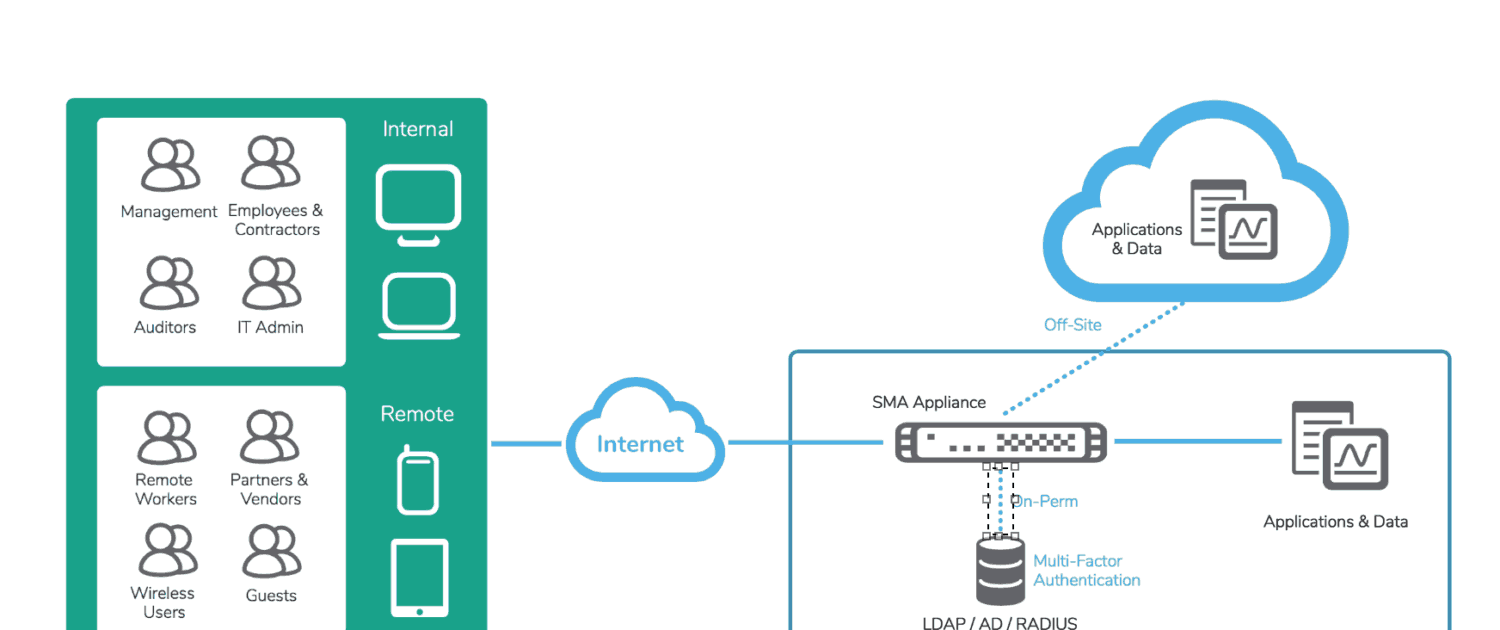 Internal
Management
Employees &
Contractors
Auditors
IT Admin
Remote
Remote
Workers
Partners &
Vendors
Wireless
Users
Guests
Internet
Applications
& Data
Off-Site
SMA Appliance
On-Perm
Multi-Factor
Authentication
LDAP / AD / RADIUS
Applications & Data